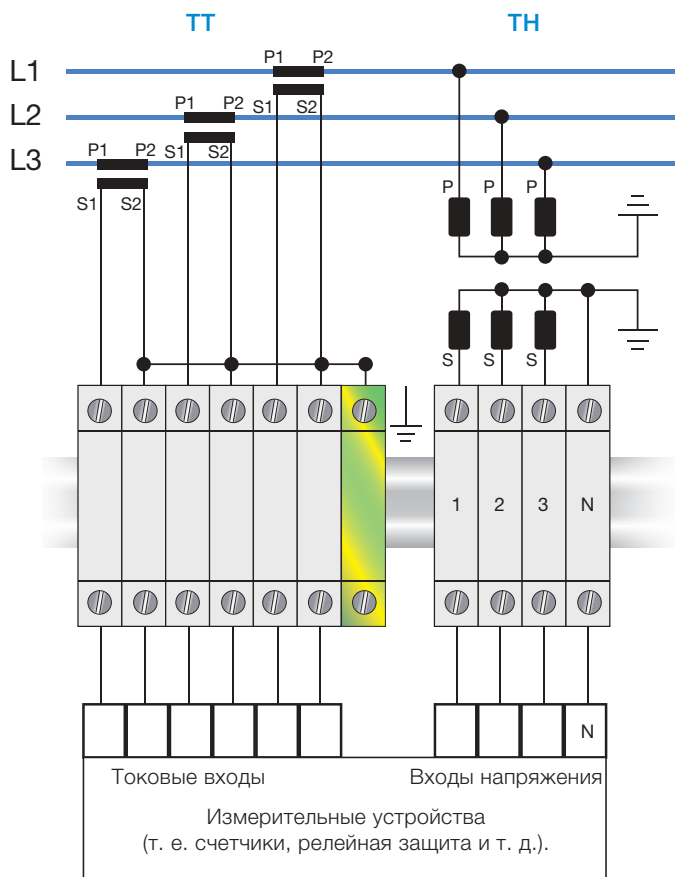 ТТ ТН
P1 P2
L1
P1 P2 S1 S2
L2
P1 P2 S1 S2
L3
S1 S2
P P P
S S S
1 2 3 N
N
Токовые входы Входы напряжения
Измерительные устройства
(т. е. счетчики, релейная защита и т. д.).